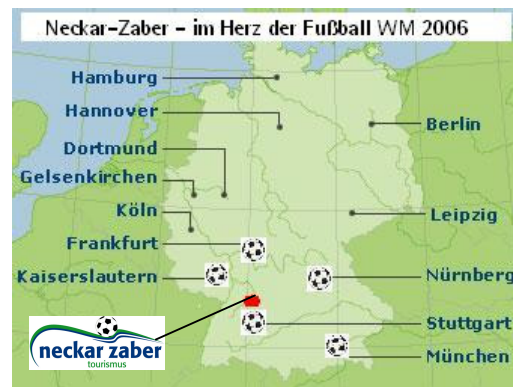 Neckar-Zaber - im Herz der Fußball WM 2006
Hamburg
Hannover
Berlin
Dortmund
Gelsenkirchen
Köln
Leipzig
Frankfurt
Kaiserslautern
Nürnberg
Stuttgart
München
neckar zaber
tourismus